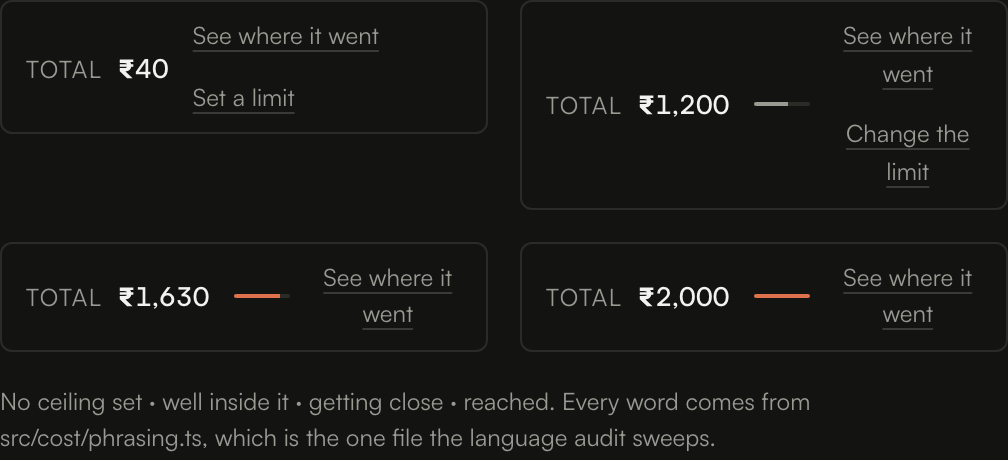 TOTAL ₹40
See where it went
Set a limit
TOTAL ₹1,200
See where it
went
Change the
limit
TOTAL ₹1,630
See where it
went
TOTAL ₹2,000
See where it
went
No ceiling set · well inside it · getting close · reached. Every word comes from
src/cost/phrasing.ts, which is the one file the language audit sweeps.